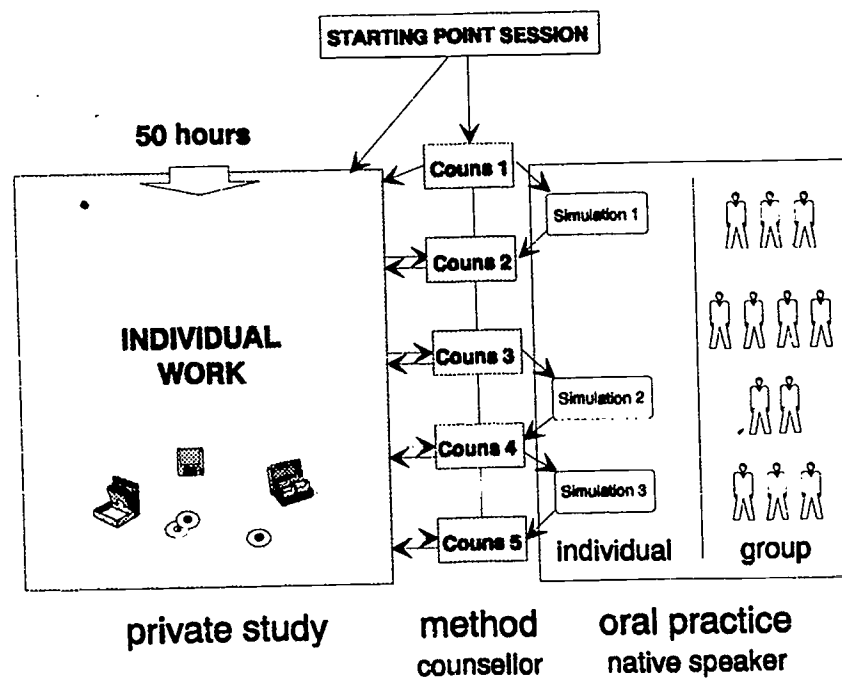 STARTING POINT SESSION
50 hours
Couns 1
Simulation 1
Couns 2
INDIVIDUAL
WORK
Couns 3
Simulation 2
Couns 4
Simulation 3
Couns 5
individual
group
private study
method
counsellor
oral practice
native speaker